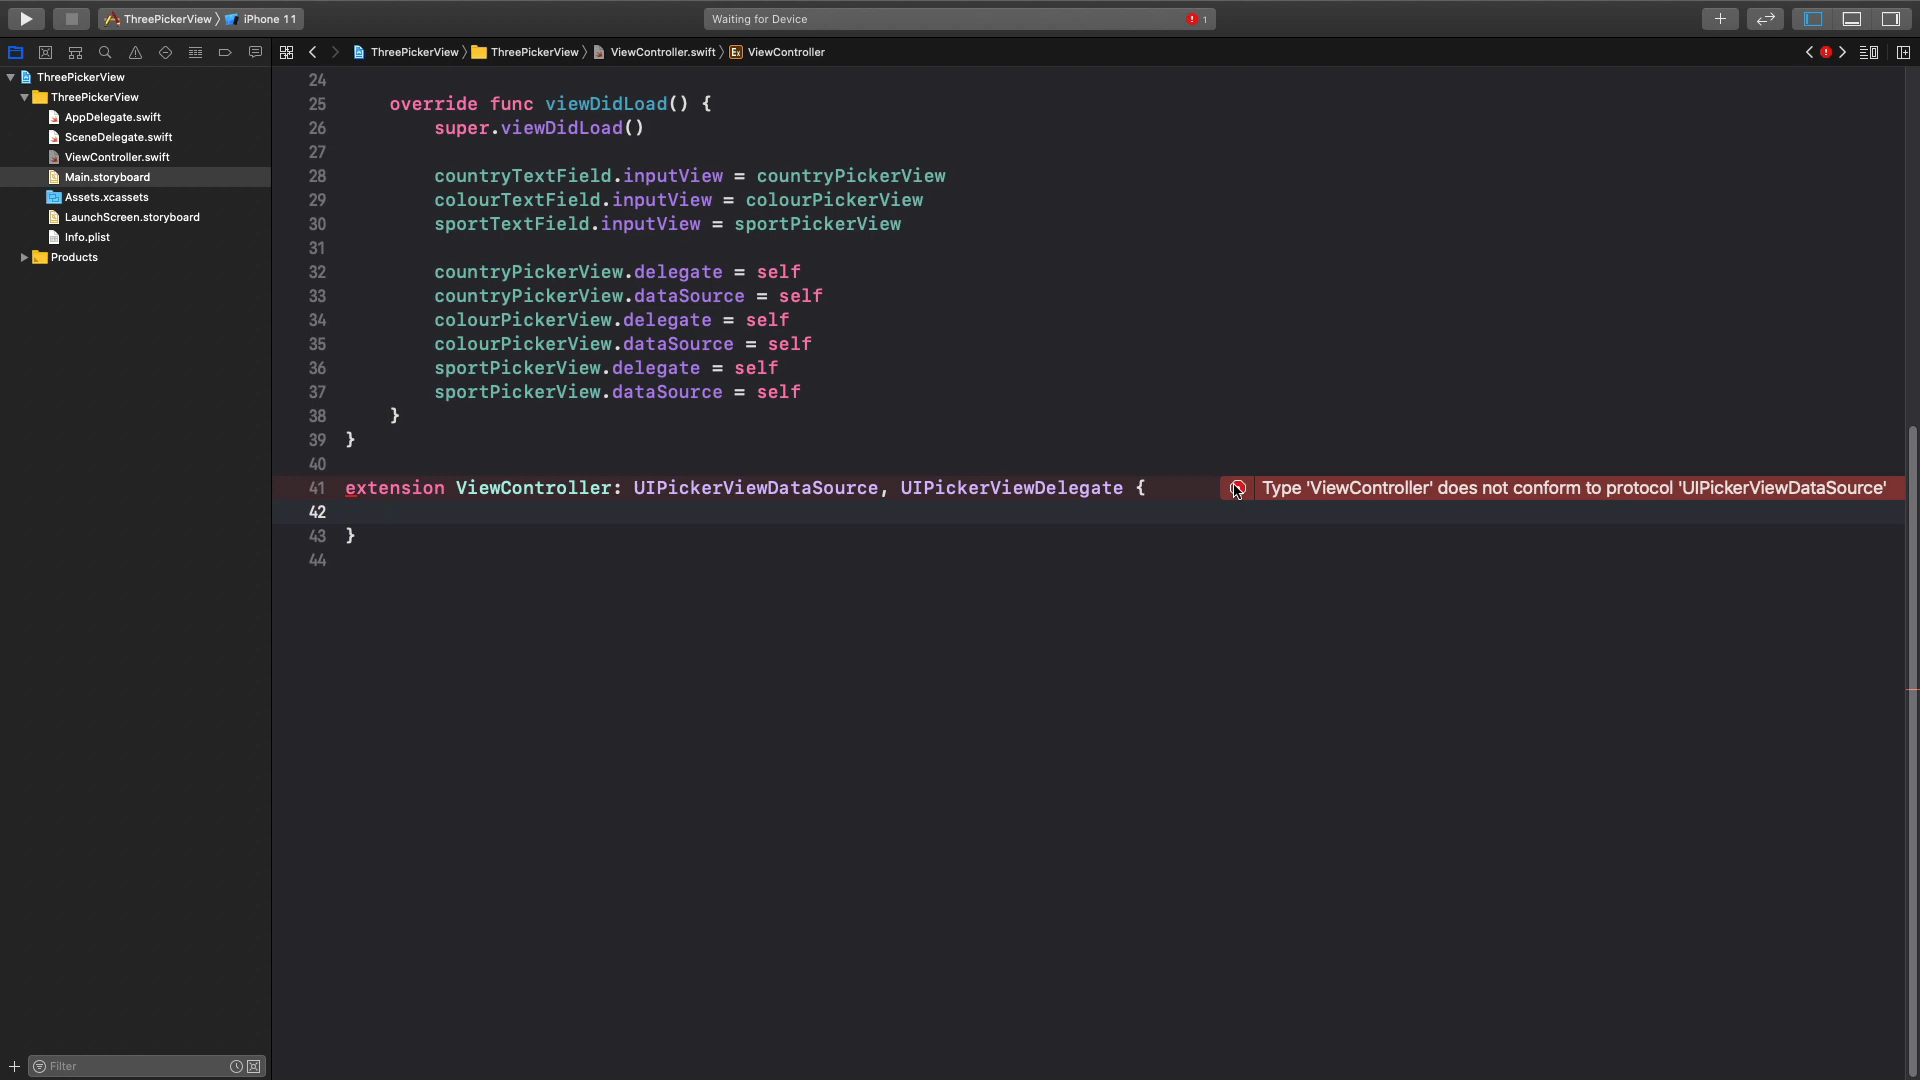 ThreePickerView 〉 iPhone 11
Waiting for Device
1
ThreePickerView 〉 ThreePickerView 〉 ViewController.swift 〉 Ex ViewController
ThreePickerView
ThreePickerView
AppDelegate.swift
SceneDelegate.swift
ViewController.swift
Main.storyboard
Assets.xcassets
LaunchScreen.storyboard
Info.plist
Products
24
25 override func viewDidLoad() {
26 super.viewDidLoad()
27
28 countryTextField.inputView = countryPickerView
29 colourTextField.inputView = colourPickerView
30 sportTextField.inputView = sportPickerView
31
32 countryPickerView.delegate = self
33 countryPickerView.dataSource = self
34 colourPickerView.delegate = self
35 colourPickerView.dataSource = self
36 sportPickerView.delegate = self
37 sportPickerView.dataSource = self
38 }
39 }
40
41 extension ViewController: UIPickerViewDataSource, UIPickerViewDelegate { Type 'ViewController' does not conform to protocol 'UIPickerViewDataSource'
42
43 }
44
Filter